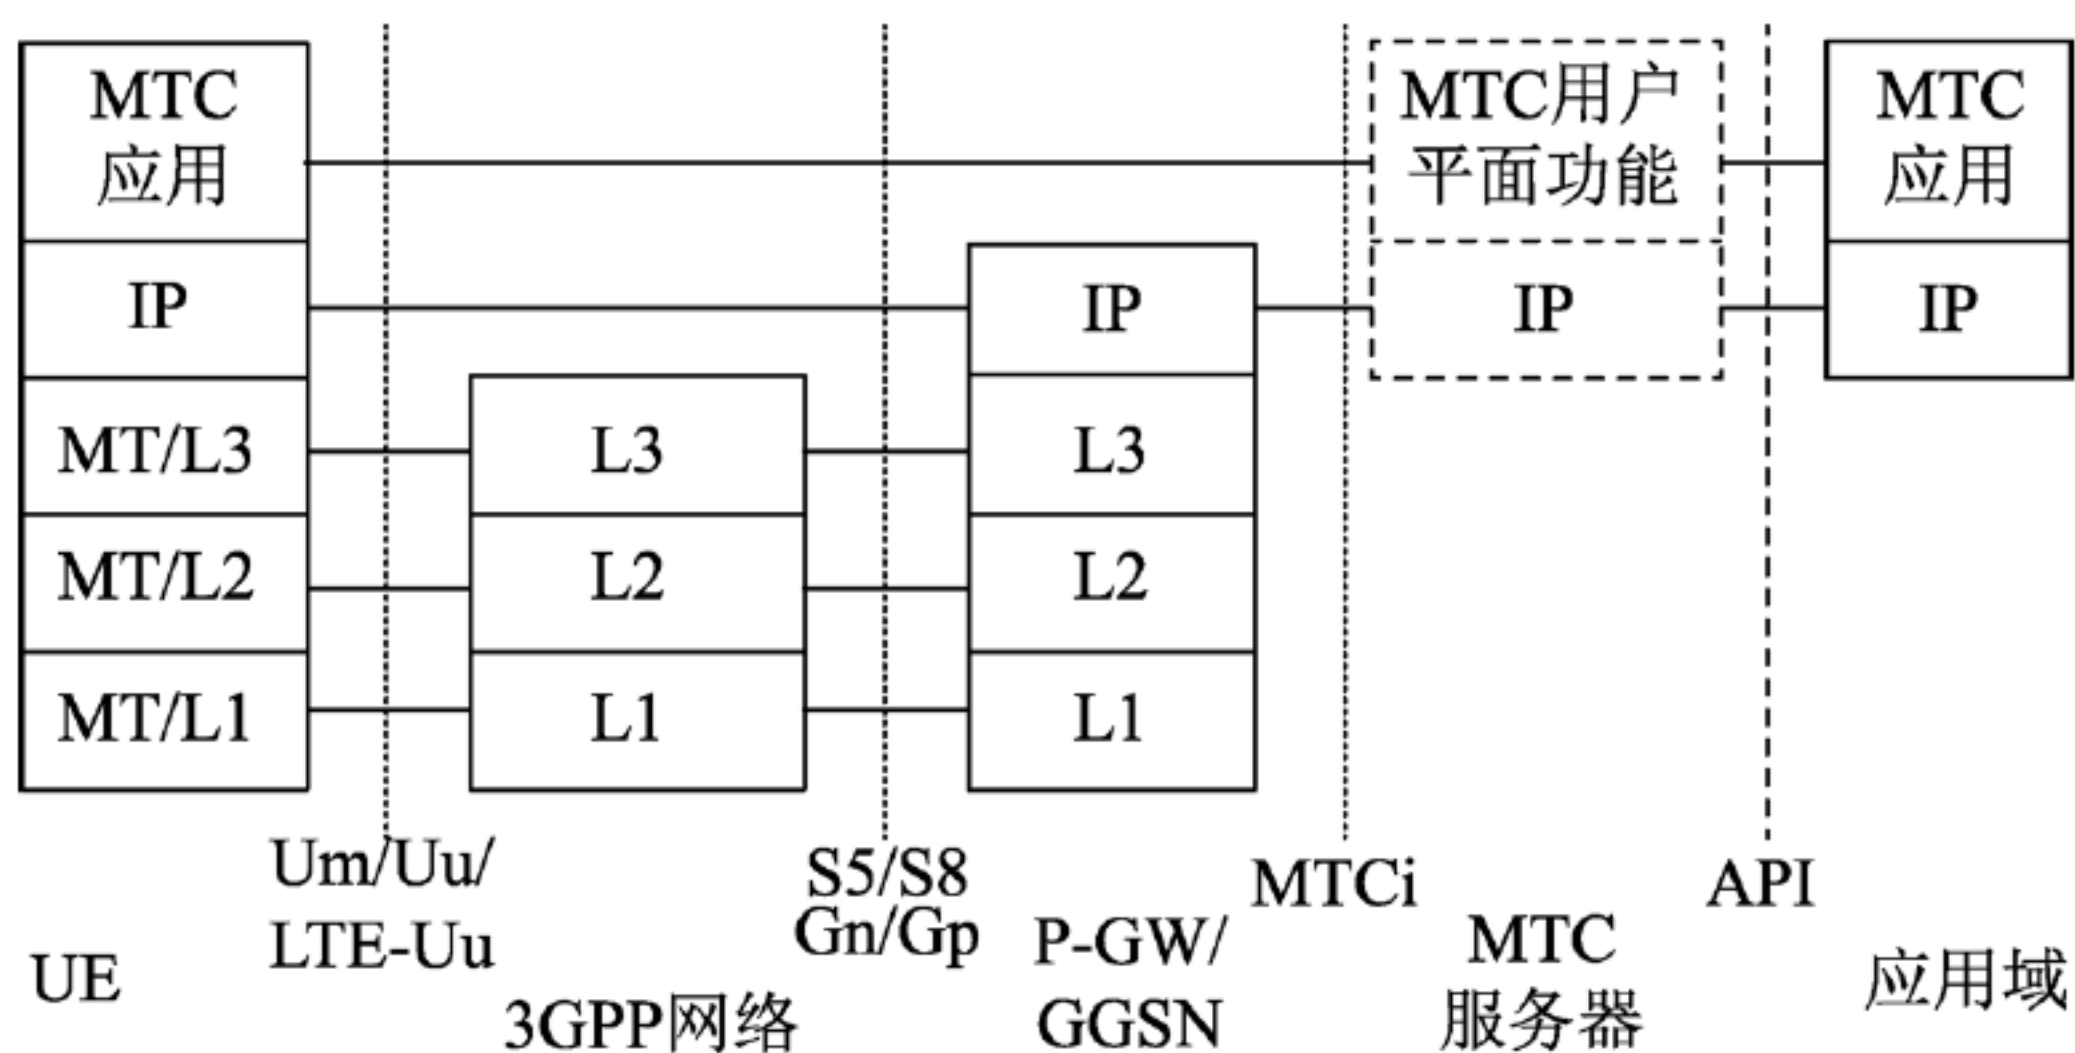 MTC
应用
IP
MT/L3
MT/L2
MT/L1
L3
L2
L1
IP
L3
L2
L1
MTC用户
平面功能
IP
MTC
应用
IP
Um/Uu/
LTE-Uu
S5/S8
Gn/Gp
MTCi
API
UE
3GPP网络
P-GW/
GGSN
MTC
服务器
应用域